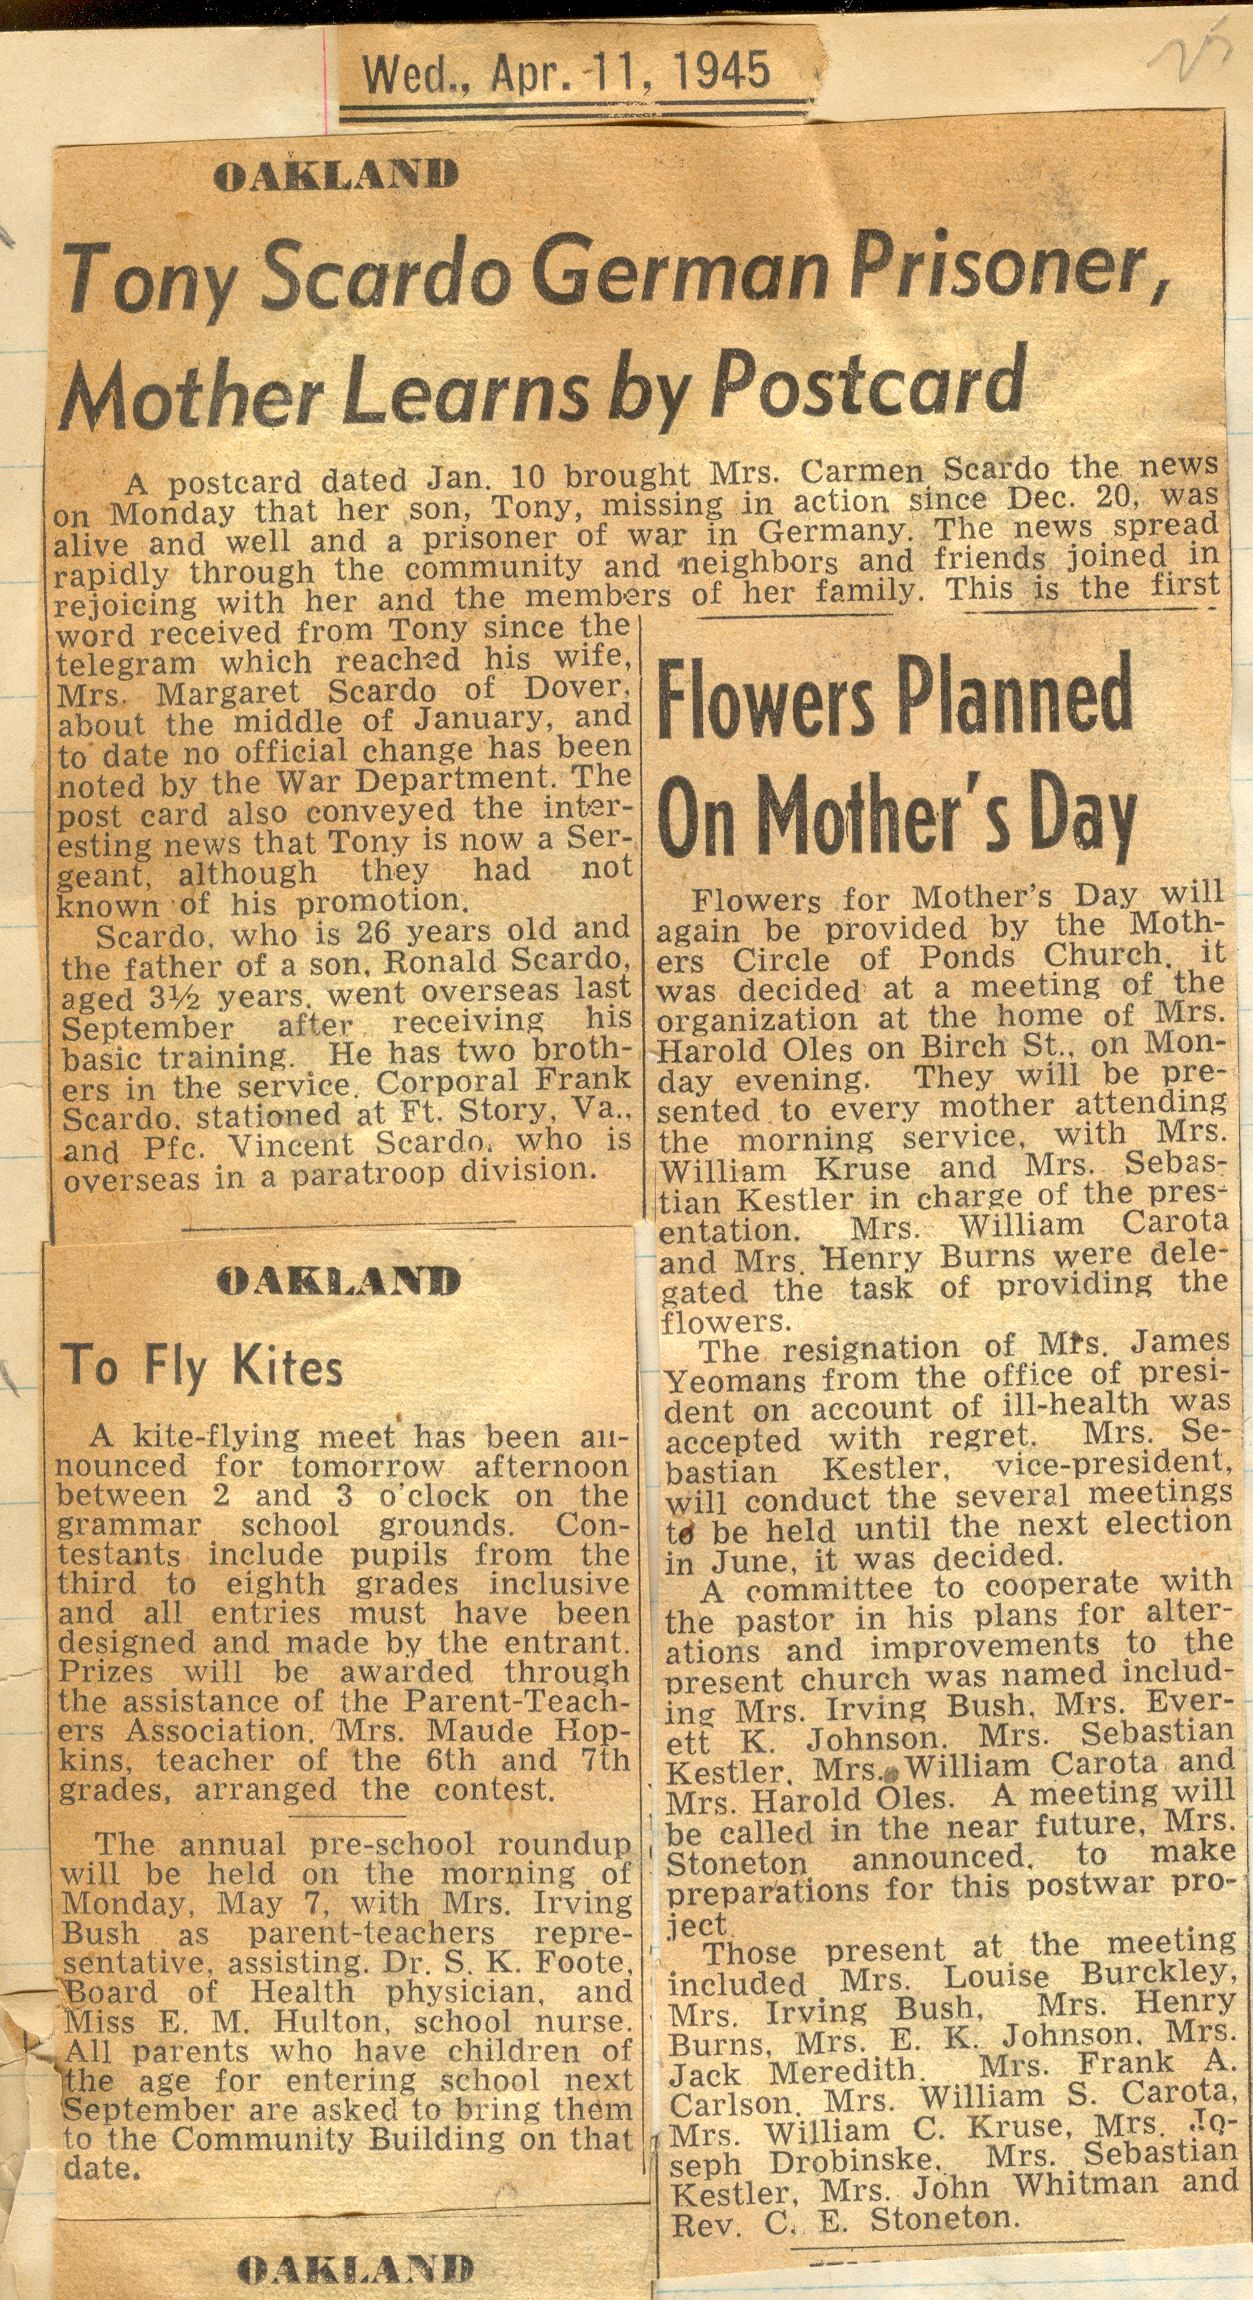 Wed., Apr. 11, 1945
OAKLAND
Tony Scardo German Prisoner,
Mother Learns by Postcard
A postcard dated Jan. 10 brought Mrs. Carmen Scardo the news
on Monday that her son, Tony, missing in action since Dec. 20, was
alive and well and a prisoner of war in Germany. The news spread
rapidly through the community and neighbors and friends joined in
rejoicing with her and the members of her family. This is the first
word received from Tony since the
telegram which reached his wife,
Mrs. Margaret Scardo of Dover,
about the middle of January, and
to date no official change has been
noted by the War Department. The
post card also conveyed the inter-
esting news that Tony is now a Ser-
geant, although they had not
known of his promotion.
Scardo, who is 26 years old and
the father of a son, Ronald Scardo,
aged 3½ years, went overseas last
September after receiving his
basic training. He has two broth-
ers in the service. Corporal Frank
Scardo, stationed at Ft. Story, Va.,
and Pfc. Vincent Scardo, who is
overseas in a paratroop division.
OAKLAND
To Fly Kites
A kite-flying meet has been an-
nounced for tomorrow afternoon
between 2 and 3 o'clock on the
grammar school grounds. Con-
testants include pupils from the
third to eighth grades inclusive
and all entries must have been
designed and made by the entrant.
Prizes will be awarded through
the assistance of the Parent-Teach-
ers Association. Mrs. Maude Hop-
kins, teacher of the 6th and 7th
grades, arranged the contest.
The annual pre-school roundup
will be held on the morning of
Monday, May 7, with Mrs. Irving
Bush as parent-teachers repre-
sentative, assisting. Dr. S. K. Foote,
Board of Health physician, and
Miss E. M. Hulton, school nurse.
All parents who have children of
the age for entering school next
September are asked to bring them
to the Community Building on that
date.
OAKLAND
Flowers Planned
On Mother's Day
Flowers for Mother's Day will
again be provided by the Moth-
ers Circle of Ponds Church, it
was decided at a meeting of the
organization at the home of Mrs.
Harold Oles on Birch St., on Mon-
day evening. They will be pre-
sented to every mother attending
the morning service, with Mrs.
William Kruse and Mrs. Sebas-
tian Kestler in charge of the pres-
entation. Mrs. William Carota
and Mrs. Henry Burns were dele-
gated the task of providing the
flowers.
The resignation of Mrs. James
Yeomans from the office of presi-
dent on account of ill-health was
accepted with regret. Mrs. Se-
bastian Kestler, vice-president,
will conduct the several meetings
to be held until the next election
in June, it was decided.
A committee to cooperate with
the pastor in his plans for alter-
ations and improvements to the
present church was named includ-
ing Mrs. Irving Bush, Mrs. Ever-
ett K. Johnson, Mrs. Sebastian
Kestler, Mrs. William Carota and
Mrs. Harold Oles. A meeting will
be called in the near future, Mrs.
Stoneton announced, to make
preparations for this postwar pro-
ject.
Those present at the meeting
included Mrs. Louise Burckley,
Mrs. Irving Bush, Mrs. Henry
Burns, Mrs. E. K. Johnson, Mrs.
Jack Meredith, Mrs. Frank A.
Carlson, Mrs. William S. Carota,
Mrs. William C. Kruse, Mrs. Jo-
seph Drobinske, Mrs. Sebastian
Kestler, Mrs. John Whitman and
Rev. C. E. Stoneton.